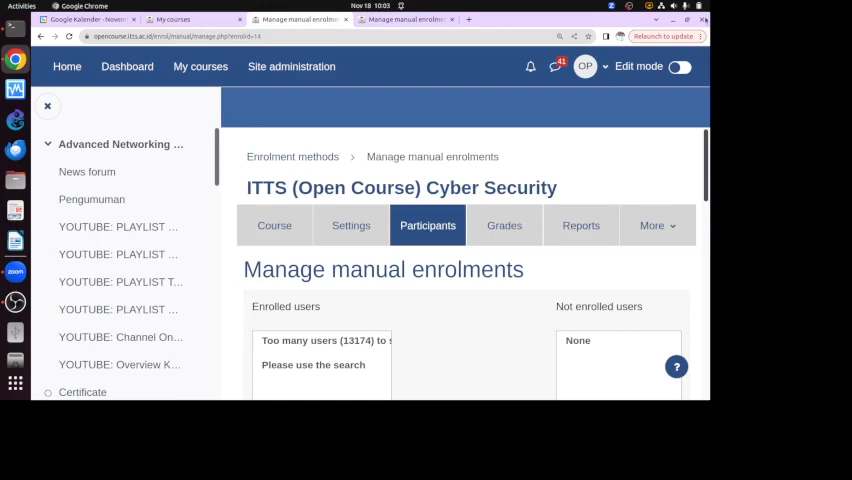 Activities
Google Chrome
Nov 18 10:03
Google Kalender - Novem
My courses
Manage manual enrolmen
Manage manual enrolmen
opencourse.itts.ac.id/enrol/manual/manage.php?enrolid=14
Relaunch to update
Home
Dashboard
My courses
Site administration
41
OP
Edit mode
Advanced Networking ...
News forum
Pengumuman
YOUTUBE: PLAYLIST ...
YOUTUBE: PLAYLIST ...
YOUTUBE: PLAYLIST T...
YOUTUBE: PLAYLIST ...
YOUTUBE: Channel On...
YOUTUBE: Overview K...
Certificate
Enrolment methods > Manage manual enrolments
ITTS (Open Course) Cyber Security
Course
Settings
Participants
Grades
Reports
More
Manage manual enrolments
Enrolled users
Too many users (13174) to s
Please use the search
Not enrolled users
None
?
zoom